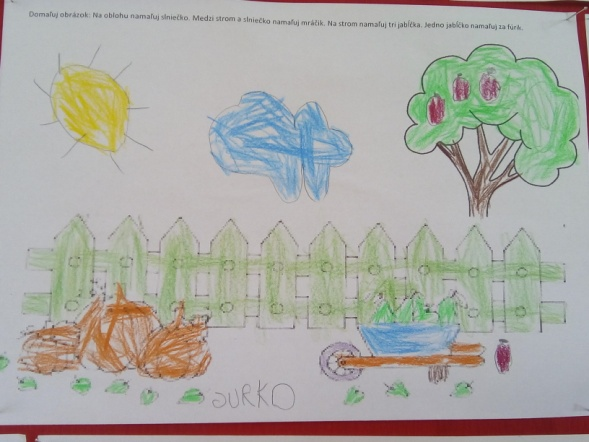 Domaľuj obrázok: Na oblohu namaľuj slniečko. Medzi strom a slniečko namaľuj mráčik. Na strom namaľuj tri jabĺčka. Jedno jabĺčko namaľuj za fúrik.
JURKO